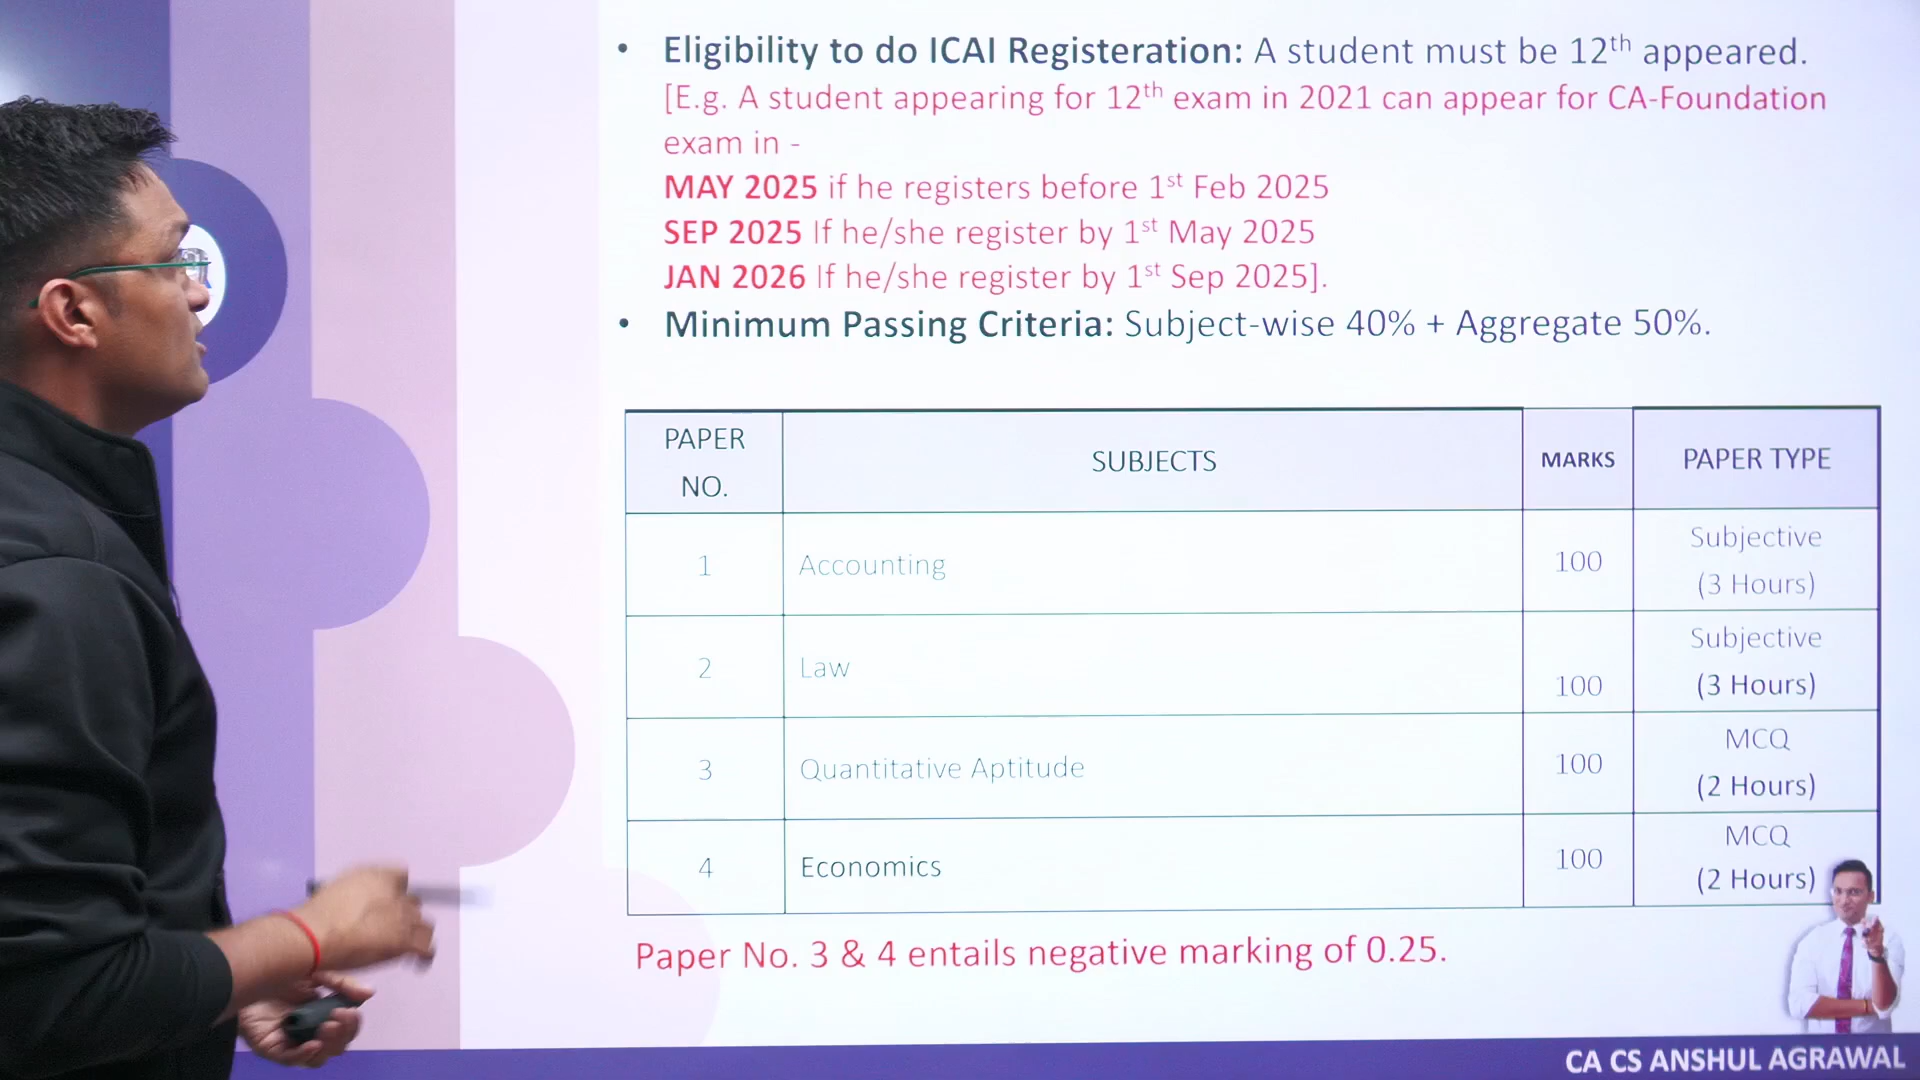 • Eligibility to do ICAI Registeration: A student must be 12th appeared.
[E.g. A student appearing for 12th exam in 2021 can appear for CA-Foundation
exam in -
MAY 2025 if he registers before 1st Feb 2025
SEP 2025 If he/she register by 1st May 2025
JAN 2026 If he/she register by 1st Sep 2025].
• Minimum Passing Criteria: Subject-wise 40% + Aggregate 50%.
PAPER NO. SUBJECTS MARKS PAPER TYPE
1 Accounting 100 Subjective (3 Hours)
2 Law 100 Subjective (3 Hours)
3 Quantitative Aptitude 100 MCQ (2 Hours)
4 Economics 100 MCQ (2 Hours)
Paper No. 3 & 4 entails negative marking of 0.25.
CA CS ANSHUL AGRAWAL